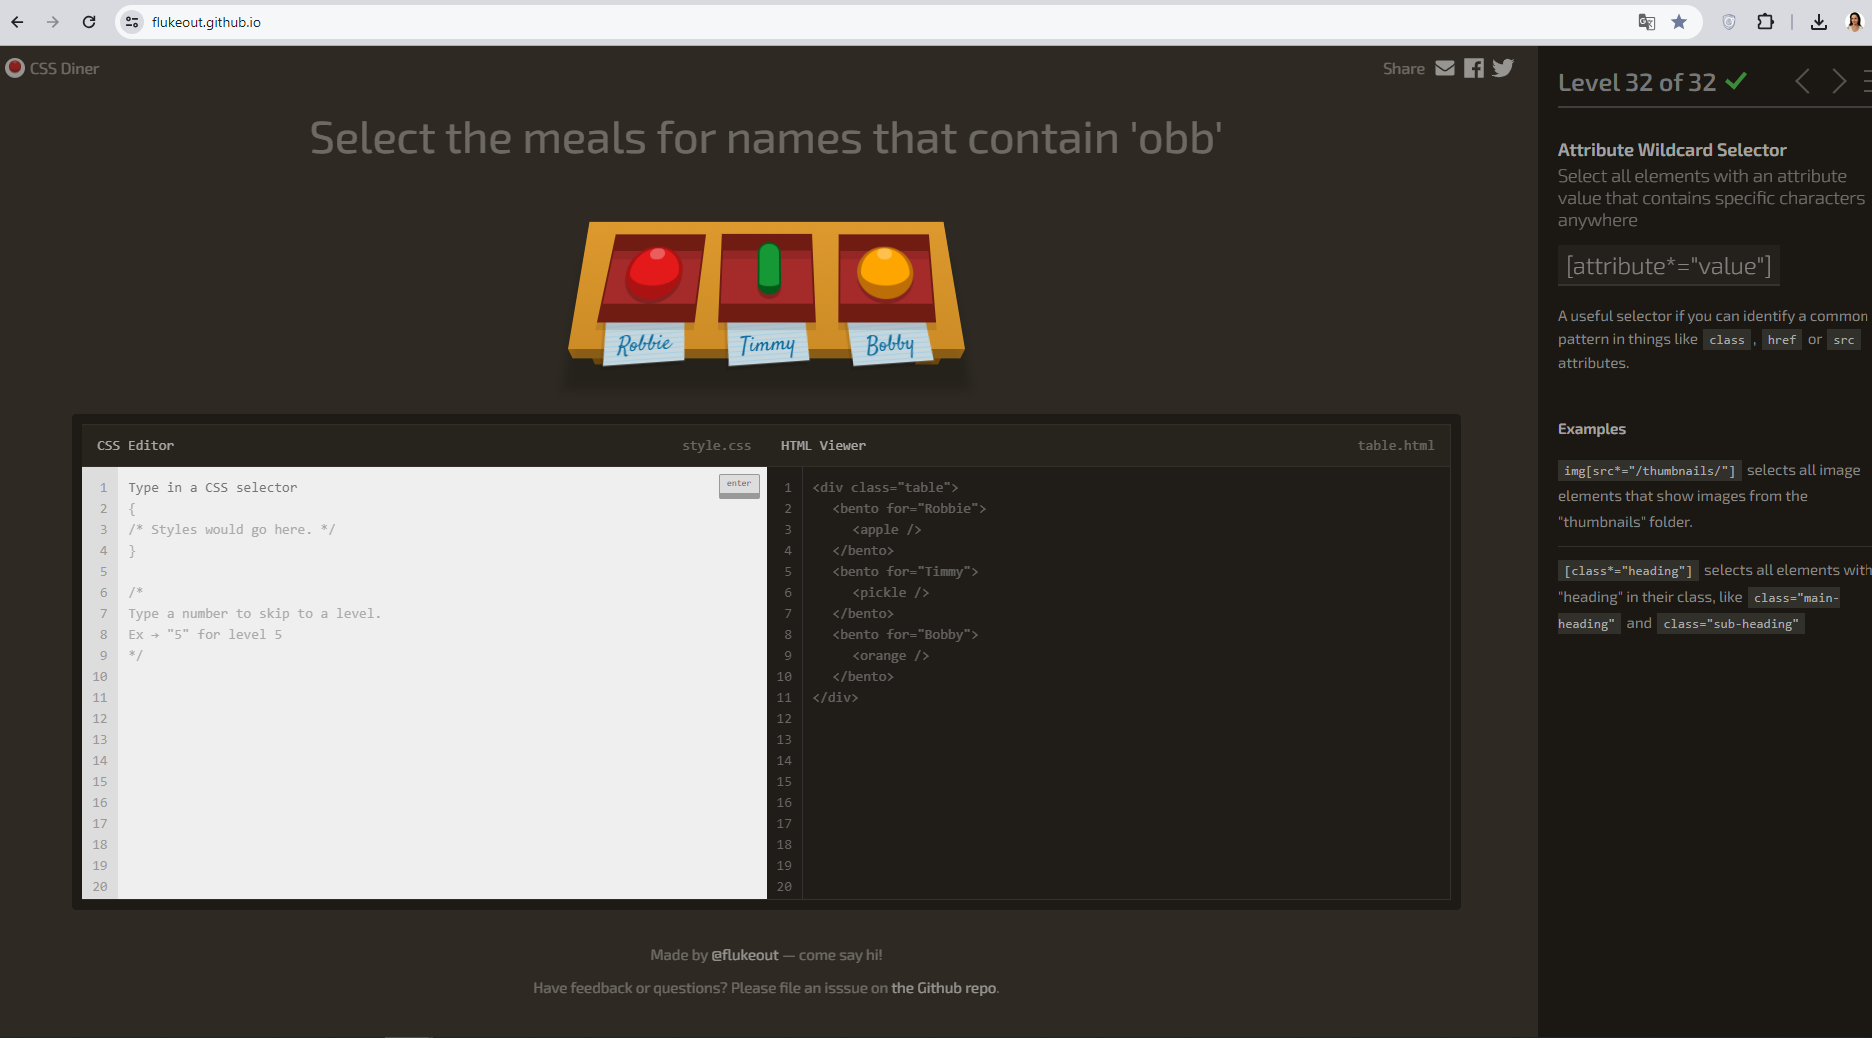 flukeout.github.io
CSS Diner
Share
Select the meals for names that contain 'obb'
Robbie
Timmy
Bobby
CSS Editor
style.css
1 Type in a CSS selector
enter
2 {
3 /* Styles would go here. */
4 }
5
6 /*
7 Type a number to skip to a level.
8 Ex → "5" for level 5
9 */
10
11
12
13
14
15
16
17
18
19
20
HTML Viewer
table.html
1 <div class="table">
2 <bento for="Robbie">
3 <apple />
4 </bento>
5 <bento for="Timmy">
6 <pickle />
7 </bento>
8 <bento for="Bobby">
9 <orange />
10 </bento>
11 </div>
12
13
14
15
16
17
18
19
20
Made by @flukeout — come say hi!
Have feedback or questions? Please file an isssue on the Github repo.
Level 32 of 32
Attribute Wildcard Selector
Select all elements with an attribute
value that contains specific characters
anywhere
[attribute*="value"]
A useful selector if you can identify a common
pattern in things like class , href or src
attributes.
Examples
img[src*="/thumbnails/"] selects all image
elements that show images from the
"thumbnails" folder.
[class*="heading"] selects all elements with
"heading" in their class, like class="main-
heading" and class="sub-heading"